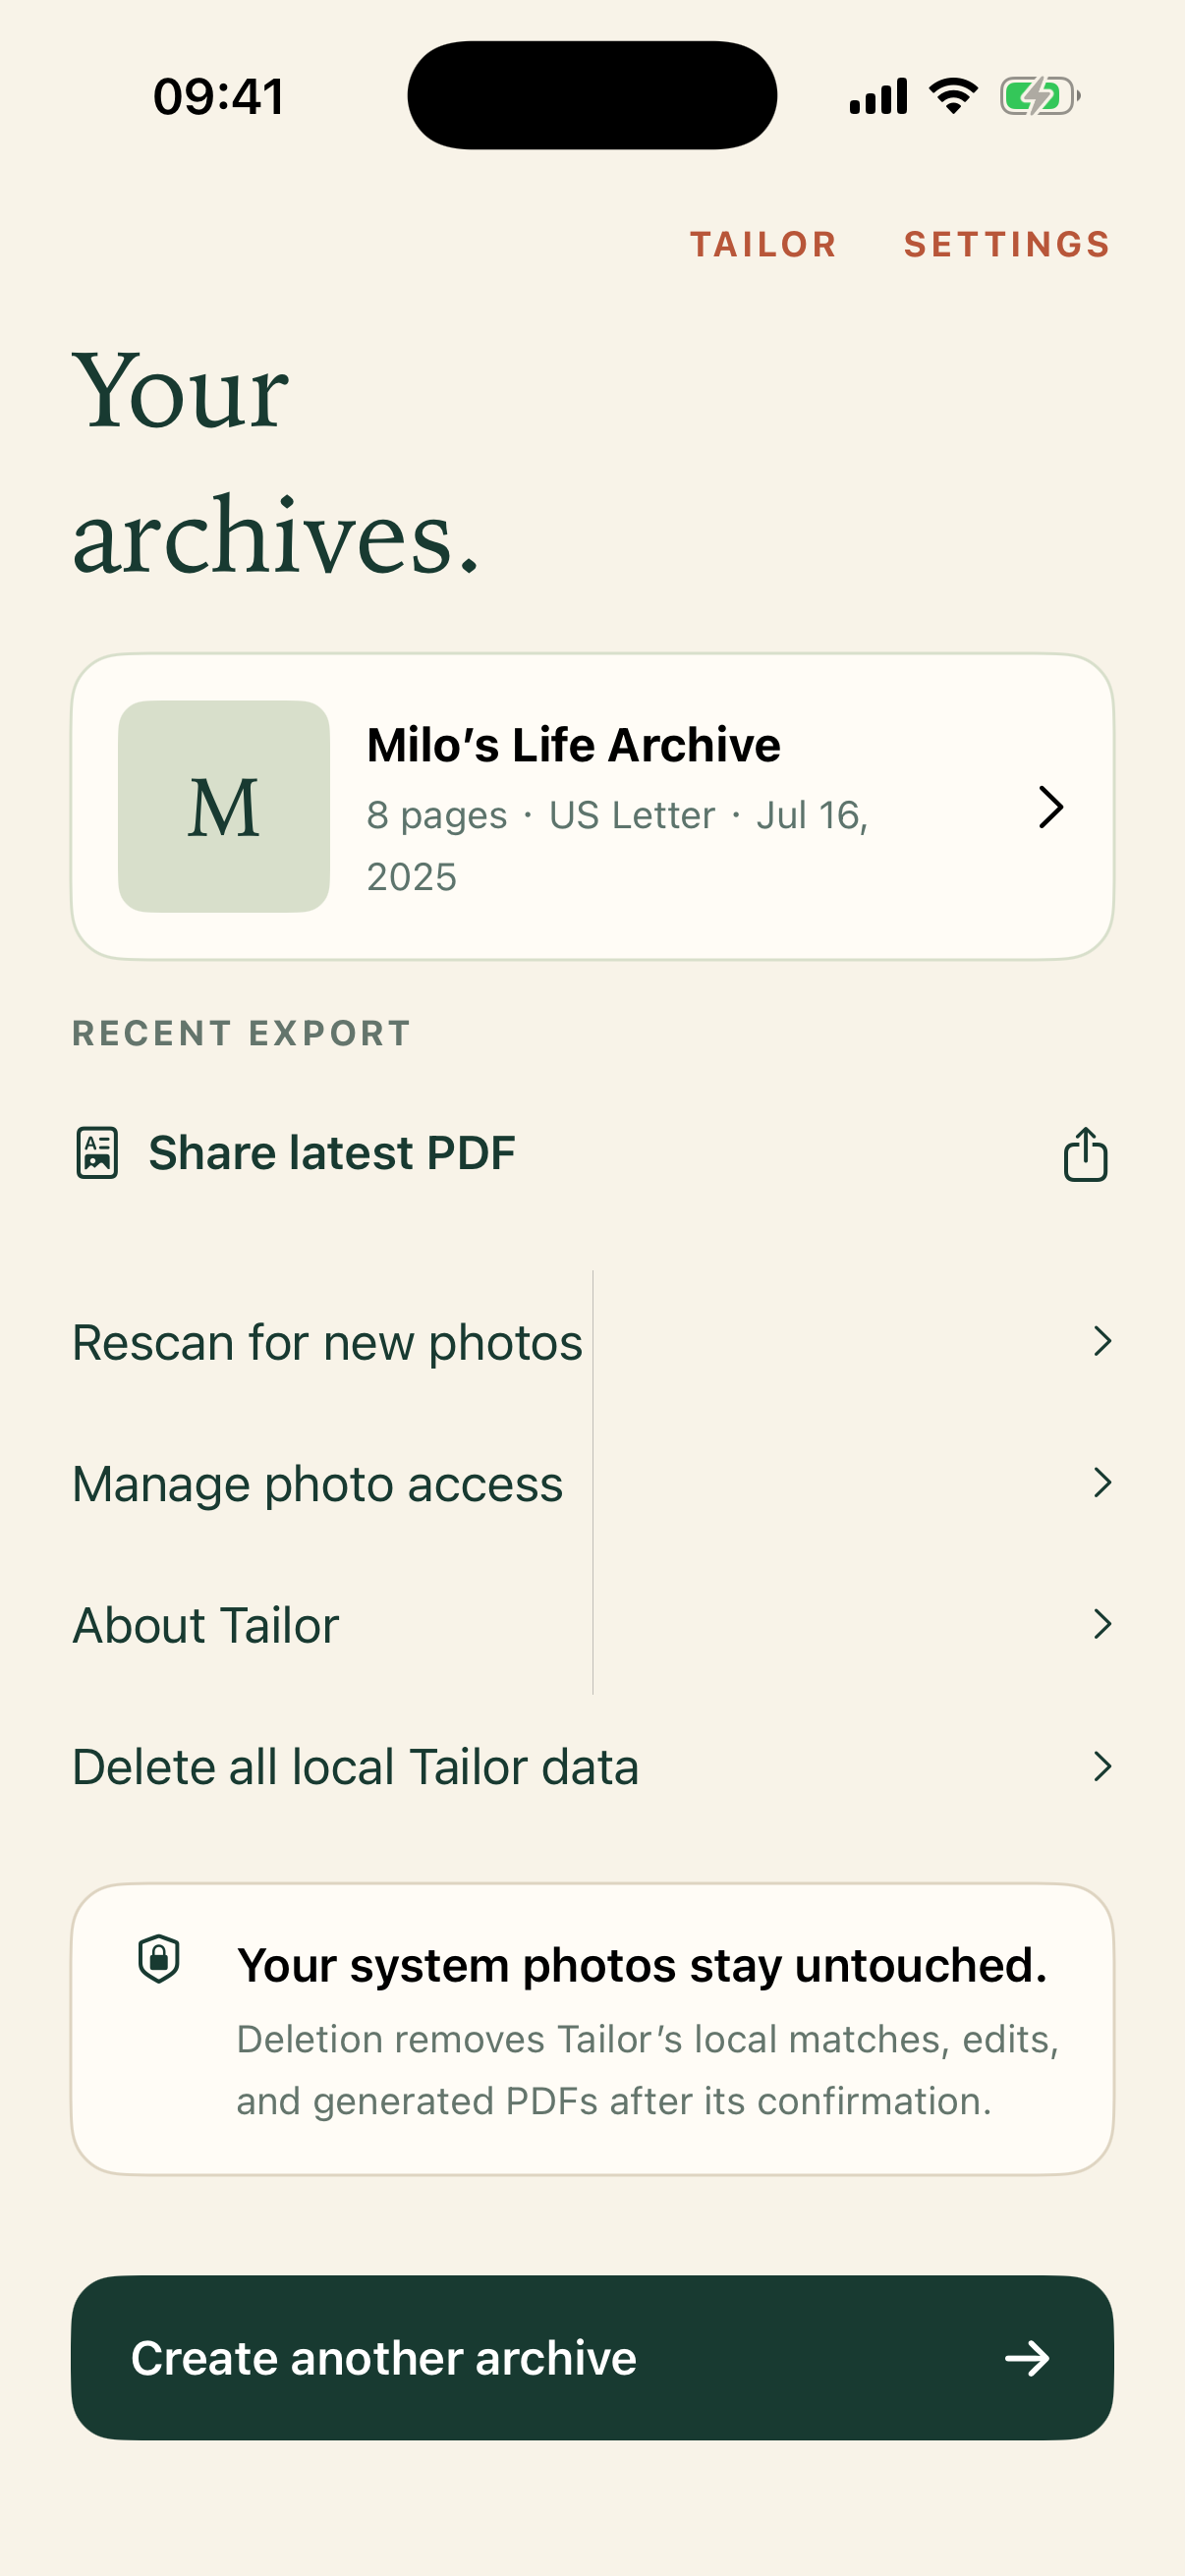 09:41
TAILOR SETTINGS
Your
archives.
M
Milo’s Life Archive
8 pages · US Letter · Jul 16,
2025
RECENT EXPORT
Share latest PDF
Rescan for new photos
Manage photo access
About Tailor
Delete all local Tailor data
Your system photos stay untouched.
Deletion removes Tailor’s local matches, edits,
and generated PDFs after its confirmation.
Create another archive